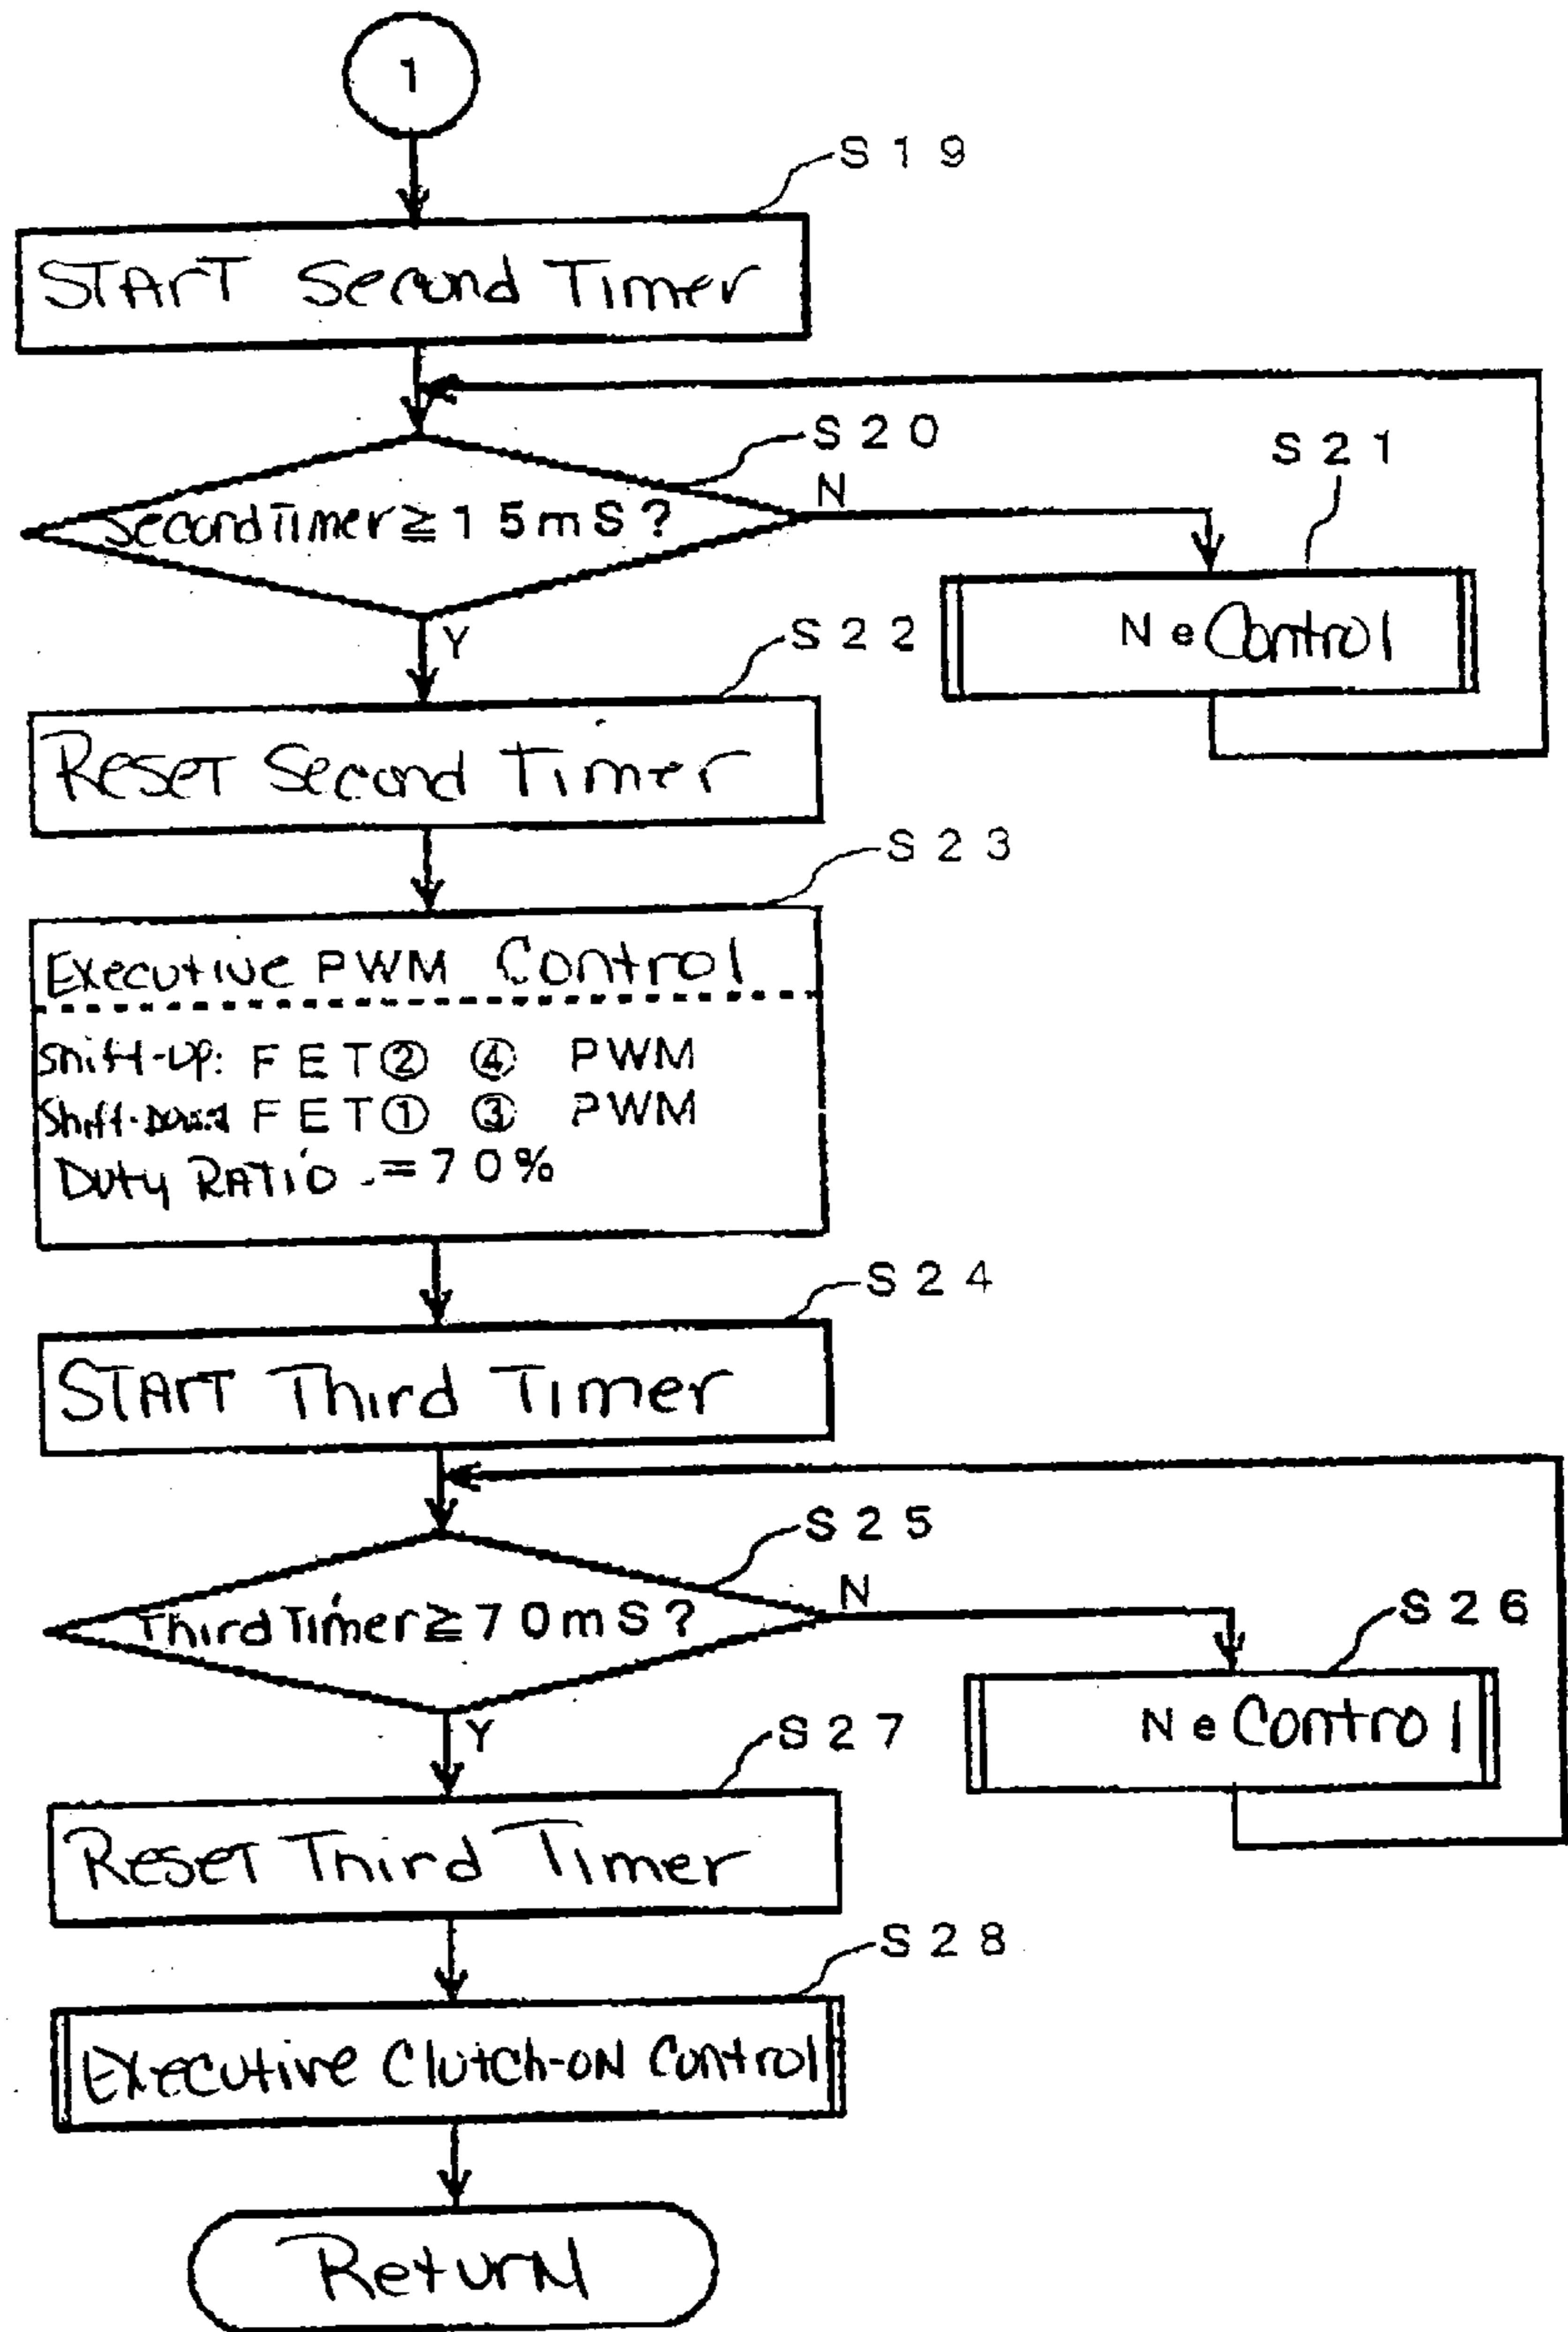 1
S19
START Second Timer
S20
Second Timer ≧ 15mS?
N
S21
Ne Control
Y
S22
Reset Second Timer
S23
Executive PWM Control
Shift-Up: FET② ④ PWM
Shift-Down FET① ③ PWM
Duty Ratio = 70%
S24
START Third Timer
S25
Third Timer ≧ 70mS?
N
S26
Ne Control
Y
S27
Reset Third Timer
S28
Executive Clutch-ON Control
Return